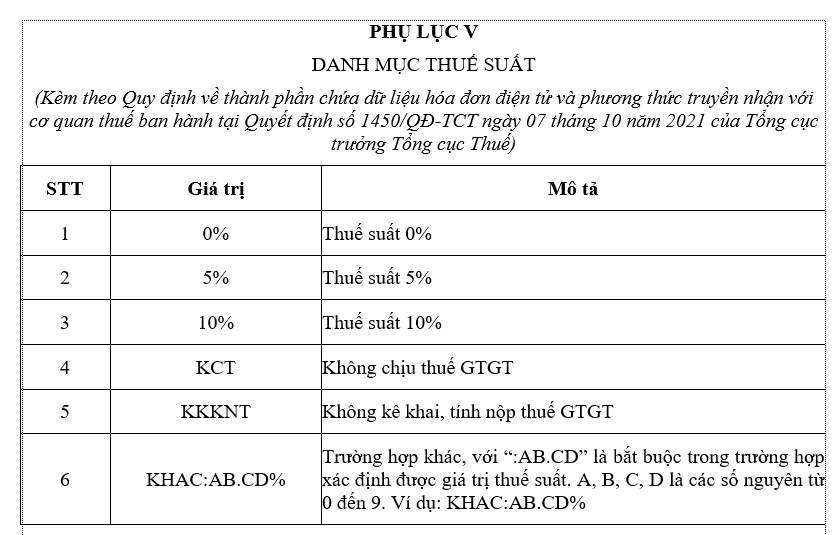 PHỤ LỤC V
DANH MỤC THUẾ SUẤT
(Kèm theo Quy định về thành phần chứa dữ liệu hóa đơn điện tử và phương thức truyền nhận với
cơ quan thuế ban hành tại Quyết định số 1450/QĐ-TCT ngày 07 tháng 10 năm 2021 của Tổng cục
trưởng Tổng cục Thuế)
STT Giá trị Mô tả
1 0% Thuế suất 0%
2 5% Thuế suất 5%
3 10% Thuế suất 10%
4 KCT Không chịu thuế GTGT
5 KKKNT Không kê khai, tính nộp thuế GTGT
Trường hợp khác, với “:AB.CD” là bắt buộc trong trường hợp
6 KHAC:AB.CD% xác định được giá trị thuế suất. A, B, C, D là các số nguyên từ
0 đến 9. Ví dụ: KHAC:AB.CD%